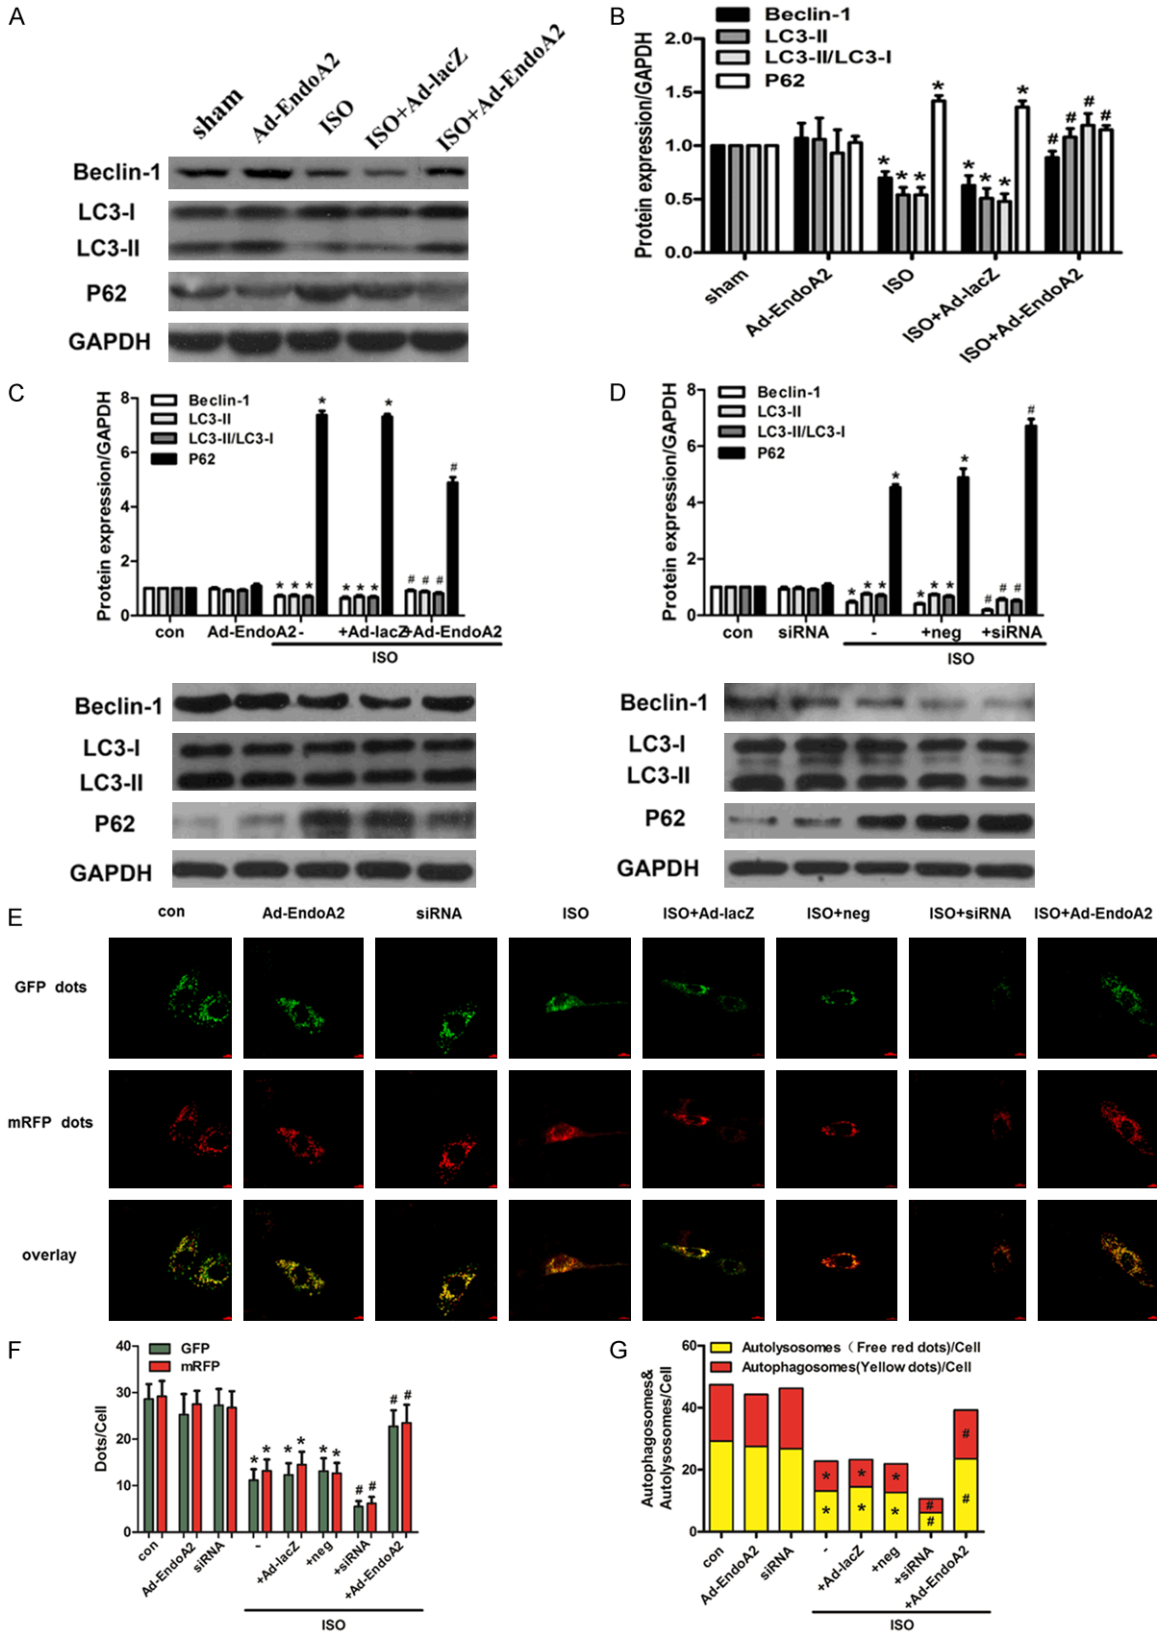 A
sham
Ad-EndoA2
ISO
ISO+Ad-lacZ
ISO+Ad-EndoA2
Beclin-1
LC3-I
LC3-II
P62
GAPDH
B
Beclin-1
LC3-II
LC3-II/LC3-I
P62
Protein expression/GAPDH
2.0
1.5
1.0
0.5
0.0
* * * *
* * * *
# # # #
sham
Ad-EndoA2
ISO
ISO+Ad-lacZ
ISO+Ad-EndoA2
C
Beclin-1
LC3-II
LC3-II/LC3-I
P62
Protein expression/GAPDH
8
6
4
2
0
* * * *
* * * *
# # # #
con Ad-EndoA2 - +Ad-lacZ +Ad-EndoA2
ISO
Beclin-1
LC3-I
LC3-II
P62
GAPDH
D
Beclin-1
LC3-II
LC3-II/LC3-I
P62
Protein expression/GAPDH
8
6
4
2
0
* * * *
* * * *
# # # #
con siRNA - +neg +siRNA
ISO
Beclin-1
LC3-I
LC3-II
P62
GAPDH
E
con Ad-EndoA2 siRNA ISO ISO+Ad-lacZ ISO+neg ISO+siRNA ISO+Ad-EndoA2
GFP dots
mRFP dots
overlay
F
GFP
mRFP
Dots/Cell
40
30
20
10
0
* * * * * * # # # #
con
Ad-EndoA2
siRNA
-
+Ad-lacZ
+neg
+siRNA
+Ad-EndoA2
ISO
G
Autolysosomes (Free red dots)/Cell
Autophagosomes(Yellow dots)/Cell
Autophagosomes&
Autolysosomes/Cell
60
40
20
0
* * * # #
* * * # #
con
Ad-EndoA2
siRNA
-
+Ad-lacZ
+neg
+siRNA
+Ad-EndoA2
ISO